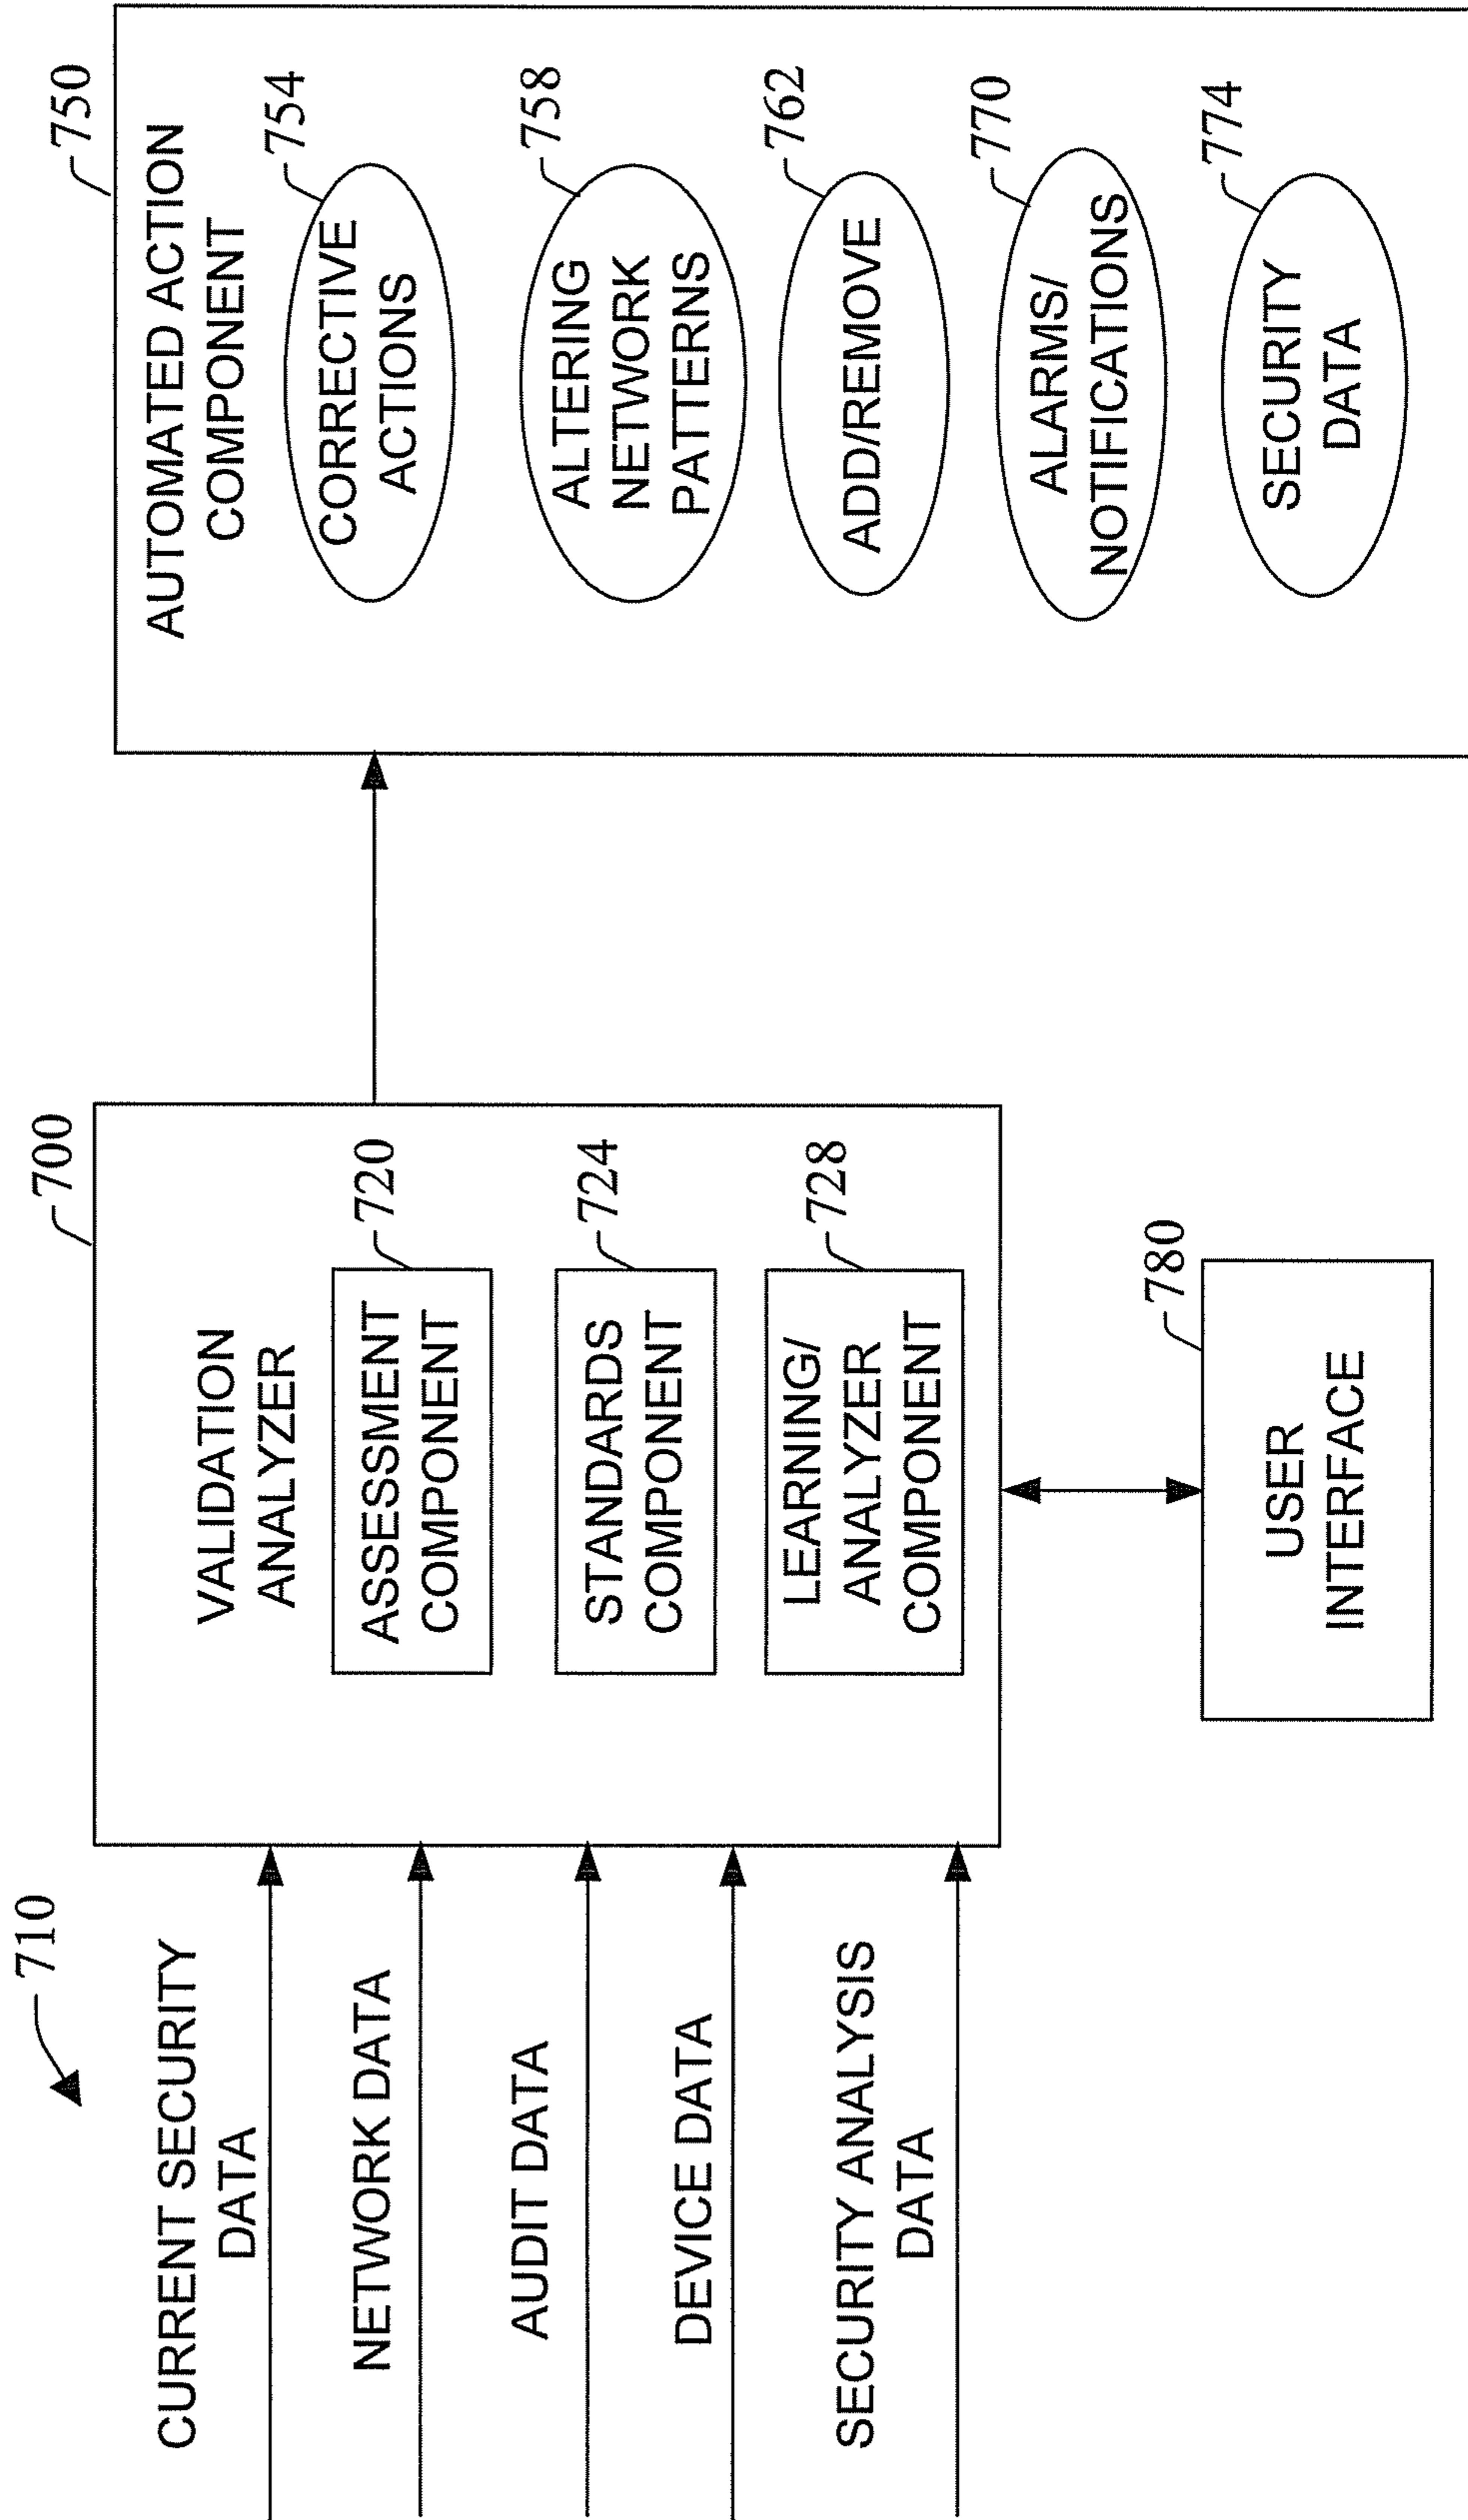 710
CURRENT SECURITY
DATA
NETWORK DATA
AUDIT DATA
DEVICE DATA
SECURITY ANALYSIS
DATA
700
VALIDATION
ANALYZER
720
ASSESSMENT
COMPONENT
724
STANDARDS
COMPONENT
728
LEARNING/
ANALYZER
COMPONENT
780
USER
INTERFACE
750
AUTOMATED ACTION
COMPONENT
754
CORRECTIVE
ACTIONS
758
ALTERING
NETWORK
PATTERNS
762
ADD/REMOVE
770
ALARMS/
NOTIFICATIONS
774
SECURITY
DATA